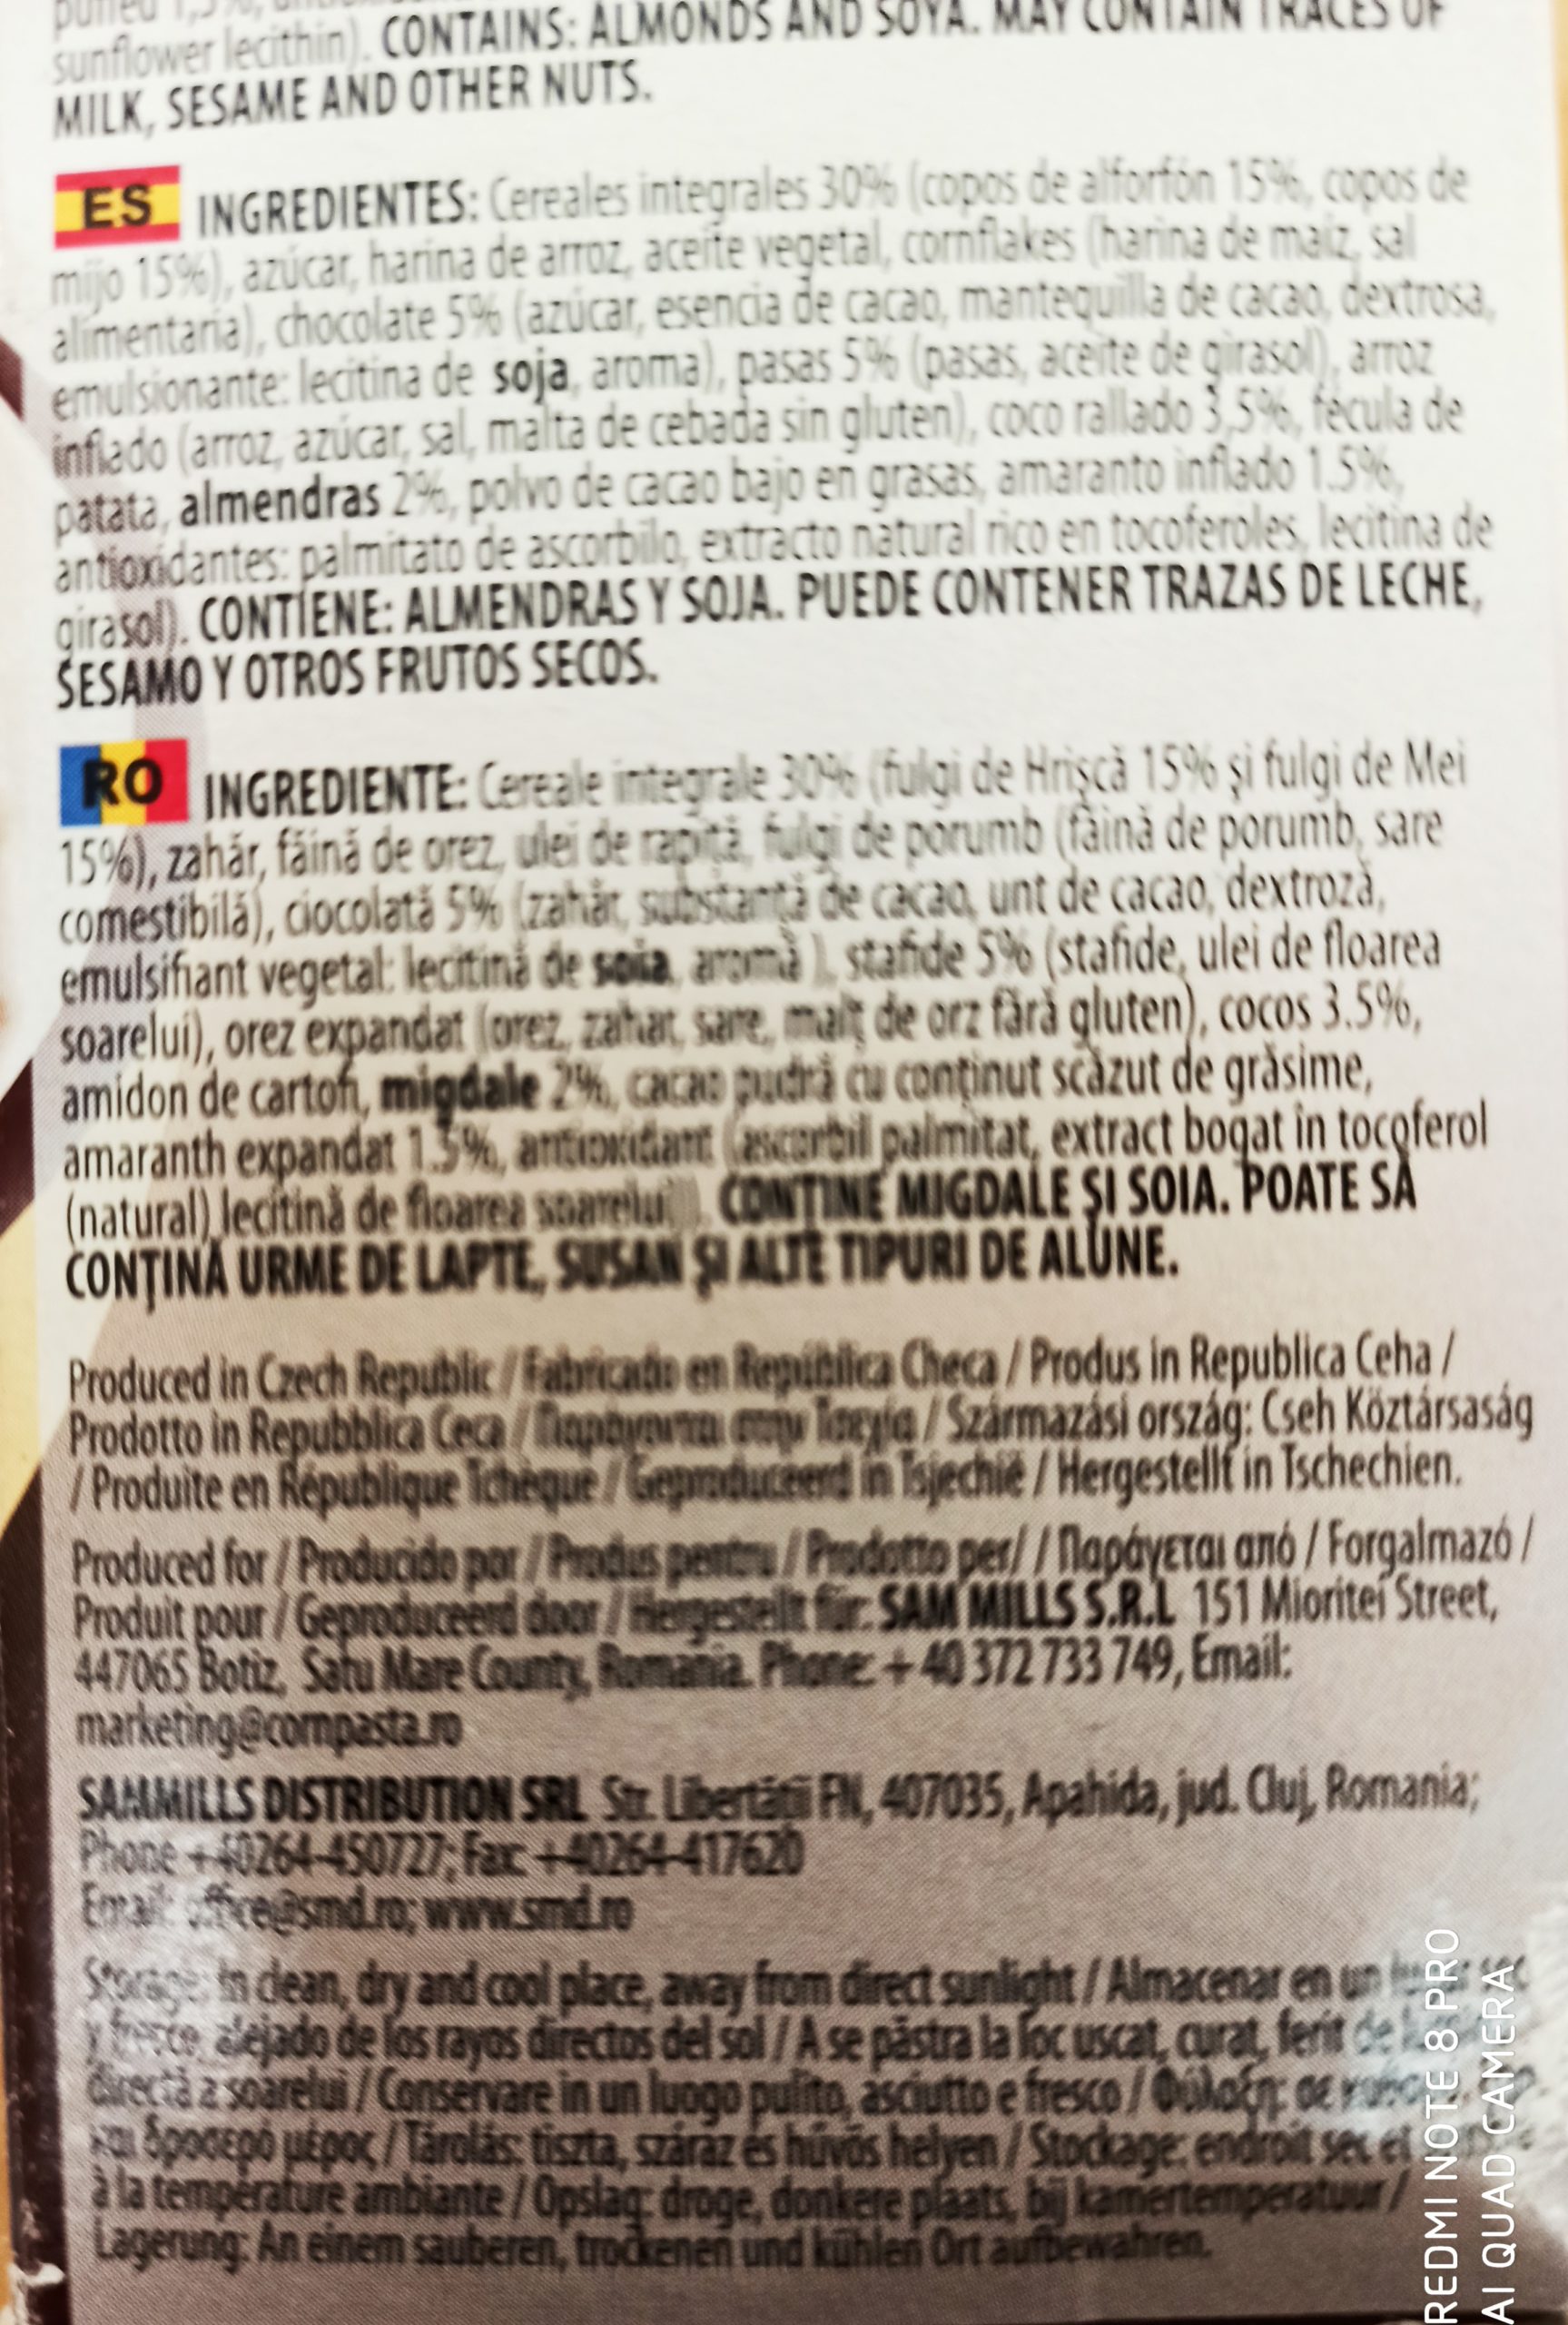 sunflower lecithin). CONTAINS: ALMONDS AND SOYA. MAY CONTAIN TRACES OF
MILK, SESAME AND OTHER NUTS.
ES INGREDIENTES: Cereales integrales 30% (copos de alforfón 15%, copos de
mijo 15%), azúcar, harina de arroz, aceite vegetal, cornflakes (harina de maíz, sal
alimentaria), chocolate 5% (azúcar, esencia de cacao, mantequilla de cacao, dextrosa,
emulsionante: lecitina de soja, aroma), pasas 5% (pasas, aceite de girasol), arroz
inflado (arroz, azúcar, sal, malta de cebada sin gluten), coco rallado 3,5%, fécula de
patata, almendras 2%, polvo de cacao bajo en grasas, amaranto inflado 1.5%,
antioxidantes: palmitato de ascorbilo, extracto natural rico en tocoferoles, lecitina de
girasol). CONTIENE: ALMENDRAS Y SOJA. PUEDE CONTENER TRAZAS DE LECHE,
SESAMO Y OTROS FRUTOS SECOS.
RO INGREDIENTE: Cereale integrale 30% (fulgi de Hrişcă 15% şi fulgi de Mei
15%), zahăr, făină de orez, ulei de rapiţă, fulgi de porumb (făină de porumb, sare
comestibilă), ciocolată 5% (zahăr, substanţă de cacao, unt de cacao, dextroză,
emulsifiant vegetal: lecitină de soia, aromă ), stafide 5% (stafide, ulei de floarea
soarelui), orez expandat (orez, zahar, sare, malţ de orz fără gluten), cocos 3.5%,
amidon de cartofi, migdale 2%, cacao pudră cu conţinut scăzut de grăsime,
amaranth expandat 1.5%, antioxidant (ascorbil palmitat, extract bogat în tocoferol
(natural) lecitină de floarea soarelui)). CONŢINE MIGDALE ŞI SOIA. POATE SĂ
CONŢINĂ URME DE LAPTE, SUSAN ŞI ALTE TIPURI DE ALUNE.
Produced in Czech Republic / Fabricado en República Checa / Produs in Republica Ceha /
Prodotto in Repubblica Ceca / Παράγονται στην Τσεχία / Származási ország: Cseh Köztársaság
/ Produite en République Tchèque / Geproduceerd in Tsjechië / Hergestellt in Tschechien.
Produced for / Producido por / Produs pentru / Prodotto per/ / Παράγεται από / Forgalmazó /
Produit pour / Geproduceerd door / Hergestellt für: SAM MILLS S.R.L 151 Mioritei Street,
447065 Botiz, Satu Mare County, Romania. Phone: + 40 372 733 749, Email:
marketing@cornpasta.ro
SAMMILLS DISTRIBUTION SRL Str. Libertăţii FN, 407035, Apahida, jud. Cluj, Romania;
Phone +40264-450727; Fax: +40264-417620
Email: office@smd.ro; www.smd.ro
Storage: In clean, dry and cool place, away from direct sunlight / Almacenar en un
y fresco, alejado de los rayos directos del sol / A se păstra la loc uscat, curat, ferit de
directă a soarelui / Conservare in un luogo pulito, asciutto e fresco / Φύλαξη: σε
και δροσερό μέρος / Tárolás: tiszta, száraz és hűvös helyen / Stockage: endroit sec et
à la température ambiante / Opslag: droge, donkere plaats, bij kamertemperatuur /
Lagerung: An einem sauberen, trockenen und kühlen Ort aufbewahren.
REDMI NOTE 8 PRO
AI QUAD CAMERA